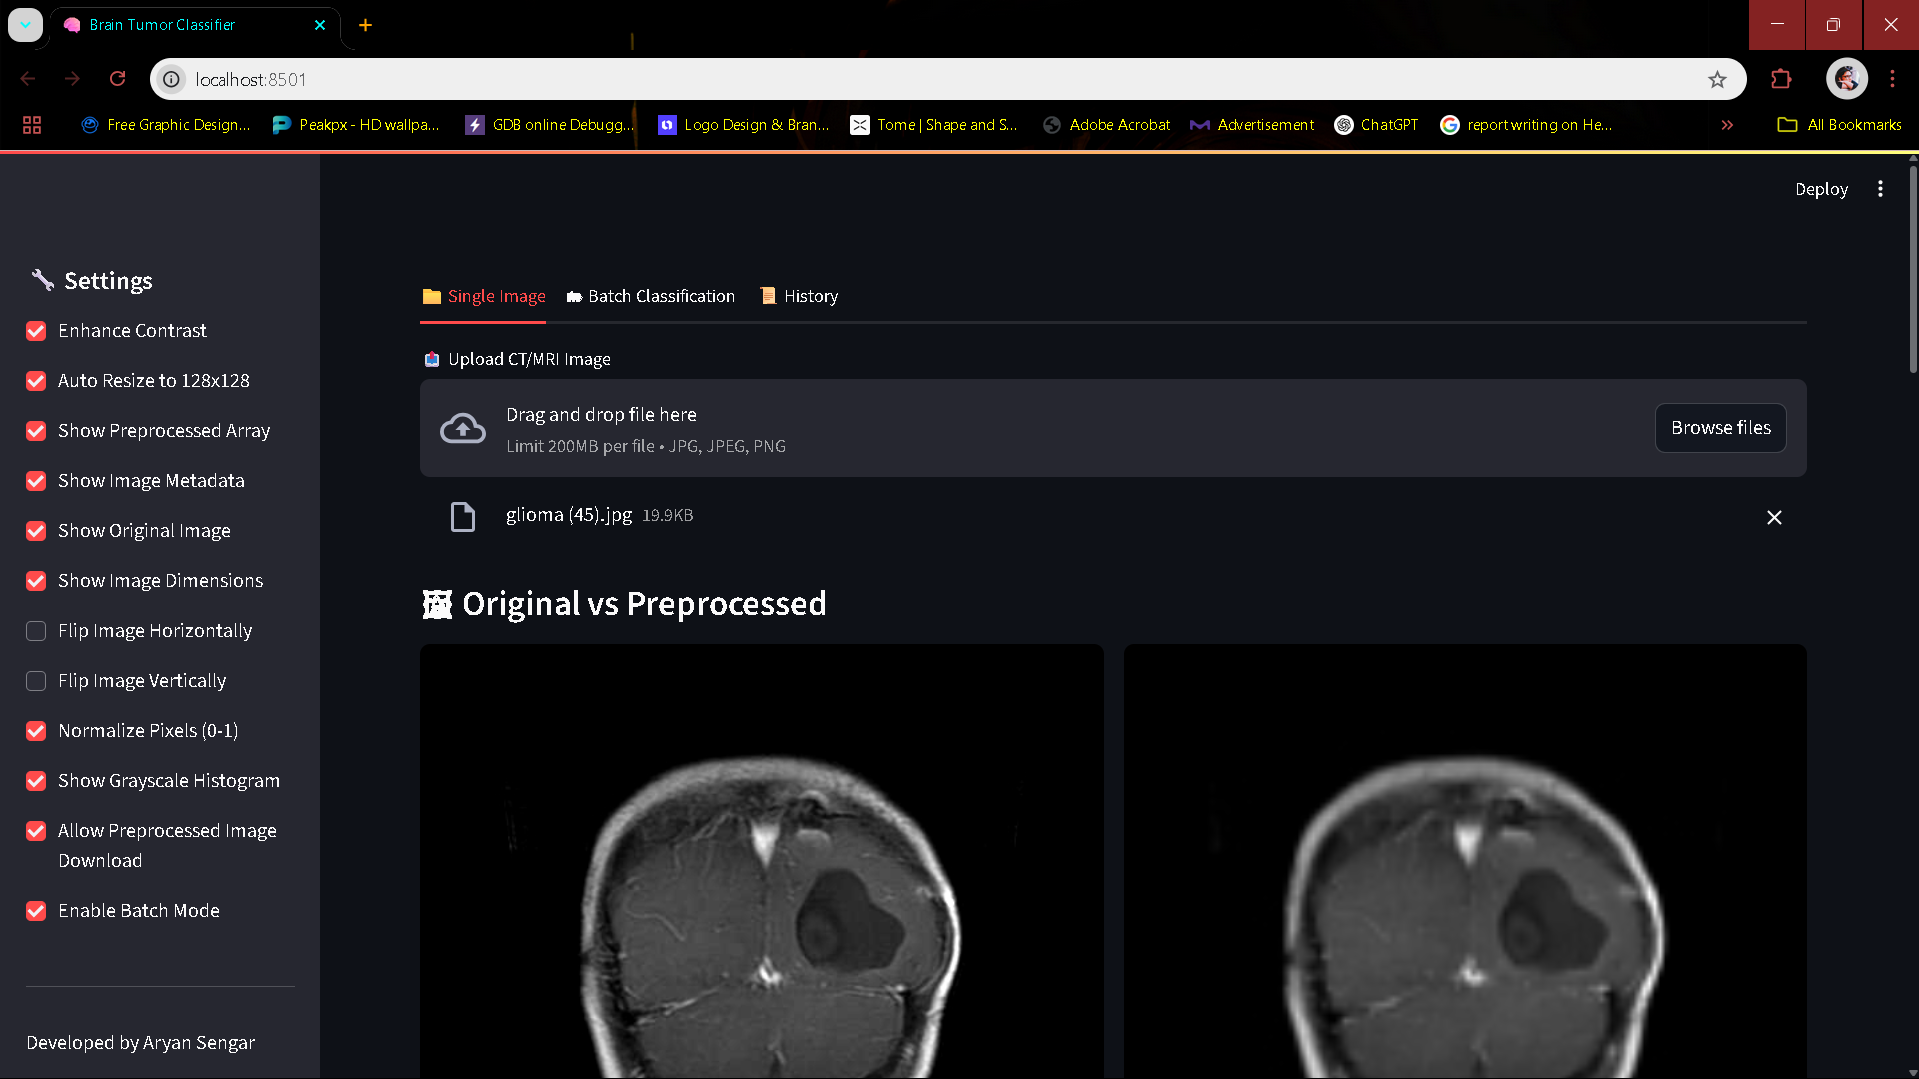 Brain Tumor Classifier
localhost:8501
Free Graphic Design...
Peakpx - HD wallpa...
GDB online Debugg...
Logo Design & Bran...
Tome | Shape and S...
Adobe Acrobat
Advertisement
ChatGPT
report writing on He...
All Bookmarks
Deploy
Settings
Enhance Contrast
Auto Resize to 128x128
Show Preprocessed Array
Show Image Metadata
Show Original Image
Show Image Dimensions
Flip Image Horizontally
Flip Image Vertically
Normalize Pixels (0-1)
Show Grayscale Histogram
Allow Preprocessed Image
Download
Enable Batch Mode
Developed by Aryan Sengar
Single Image
Batch Classification
History
Upload CT/MRI Image
Drag and drop file here
Limit 200MB per file • JPG, JPEG, PNG
Browse files
glioma (45).jpg 19.9KB
Original vs Preprocessed